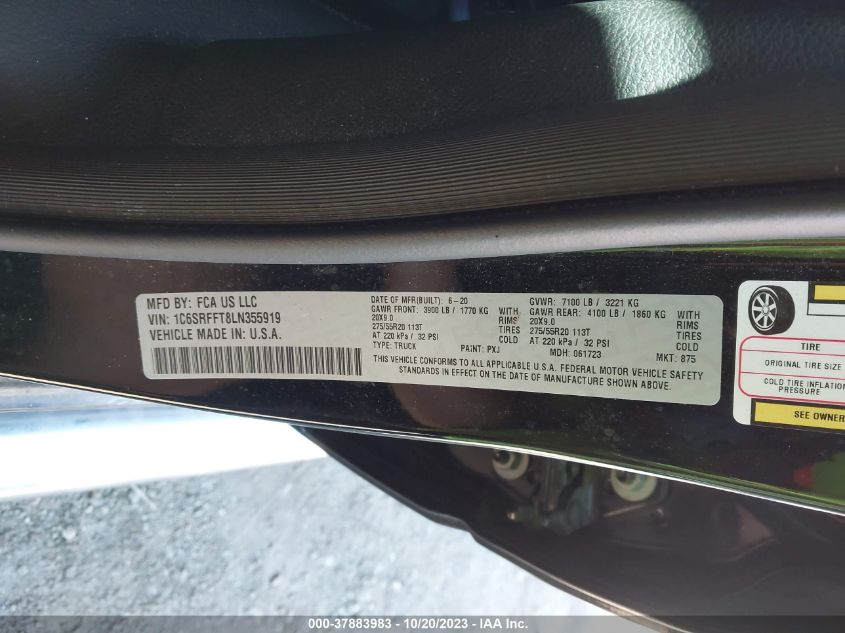 MFD BY: FCA US LLC
VIN: 1C6SRFFT8LN355919
VEHICLE MADE IN: U.S.A.
DATE OF MFR(BUILT): 6-20
GAWR FRONT: 3900 LB / 1770 KG WITH
20X9.0 RIMS
275/55R20 113T TIRES
AT 220 kPa / 32 PSI COLD
TYPE: TRUCK PAINT: PXJ
GVWR: 7100 LB / 3221 KG
GAWR REAR: 4100 LB / 1860 KG WITH
20X9.0 RIMS
275/55R20 113T TIRES
AT 220 kPa / 32 PSI COLD
MDH: 061723 MKT: 875
THIS VEHICLE CONFORMS TO ALL APPLICABLE U.S.A. FEDERAL MOTOR VEHICLE SAFETY
STANDARDS IN EFFECT ON THE DATE OF MANUFACTURE SHOWN ABOVE.
TIRE
ORIGINAL TIRE SIZE
COLD TIRE INFLATION
PRESSURE
SEE OWNER
000-37883983 - 10/20/2023 - IAA Inc.